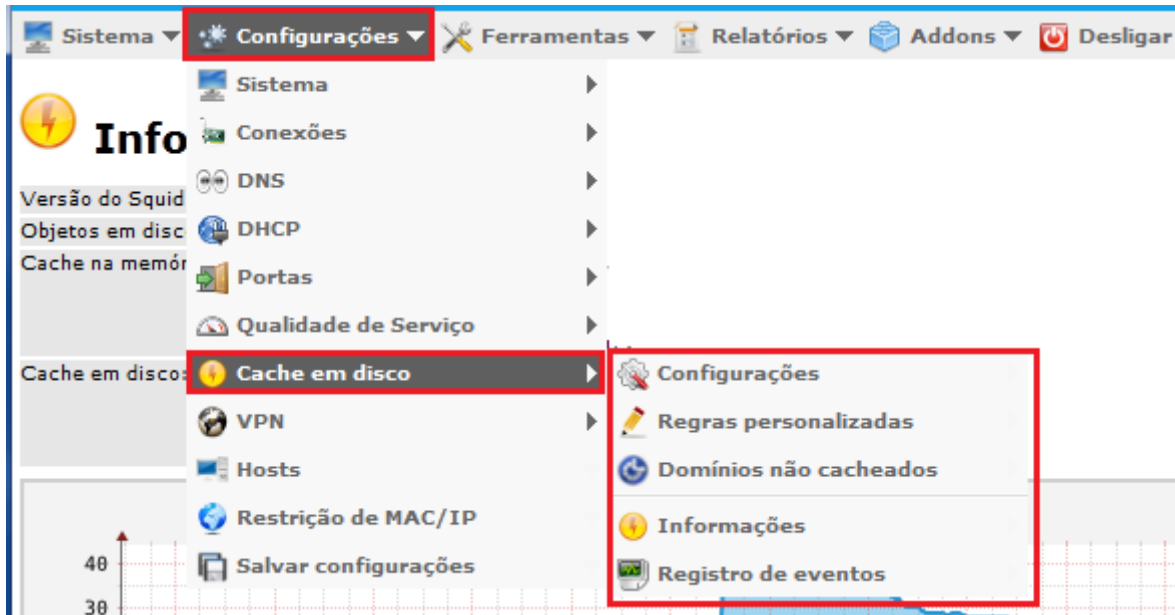 Sistema Configurações Ferramentas Relatórios Addons Desligar
Sistema
Info
Conexões
DNS
Versão do Squid
Objetos em disc
DHCP
Cache na memór
Portas
Qualidade de Serviço
Cache em disco:
Cache em disco
Configurações
VPN
Regras personalizadas
Hosts
Domínios não cacheados
Restrição de MAC/IP
Informações
Salvar configurações
Registro de eventos
40
30